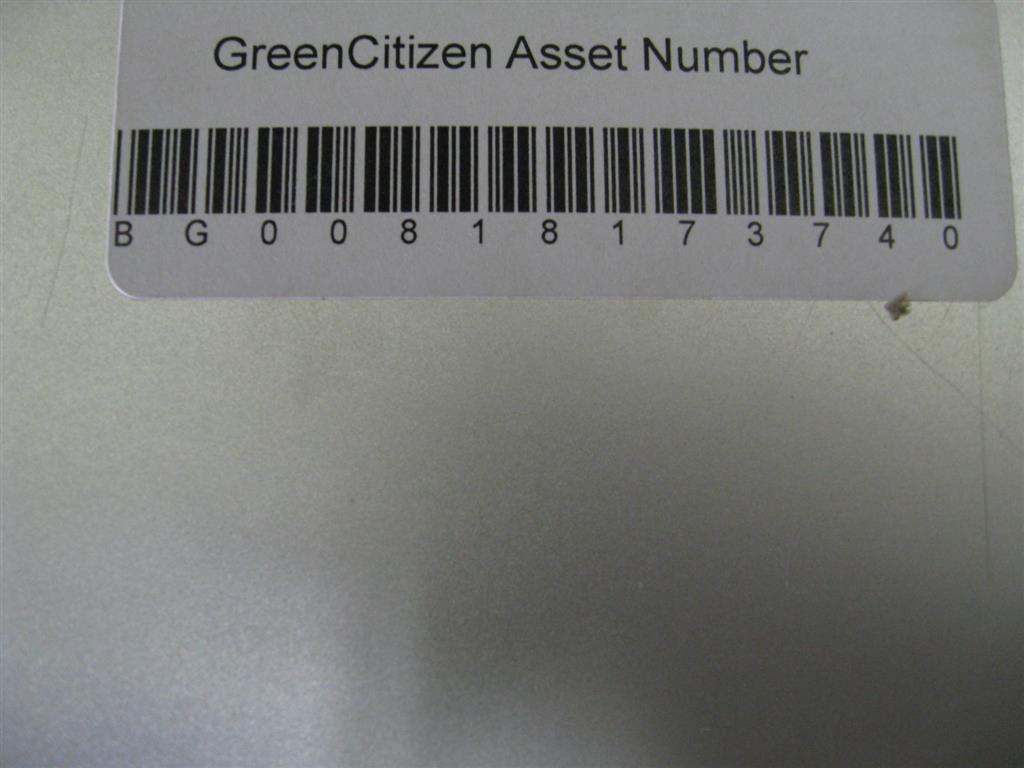 GreenCitizen Asset Number
B G 0 0 8 1 8 1 7 3 7 4 0